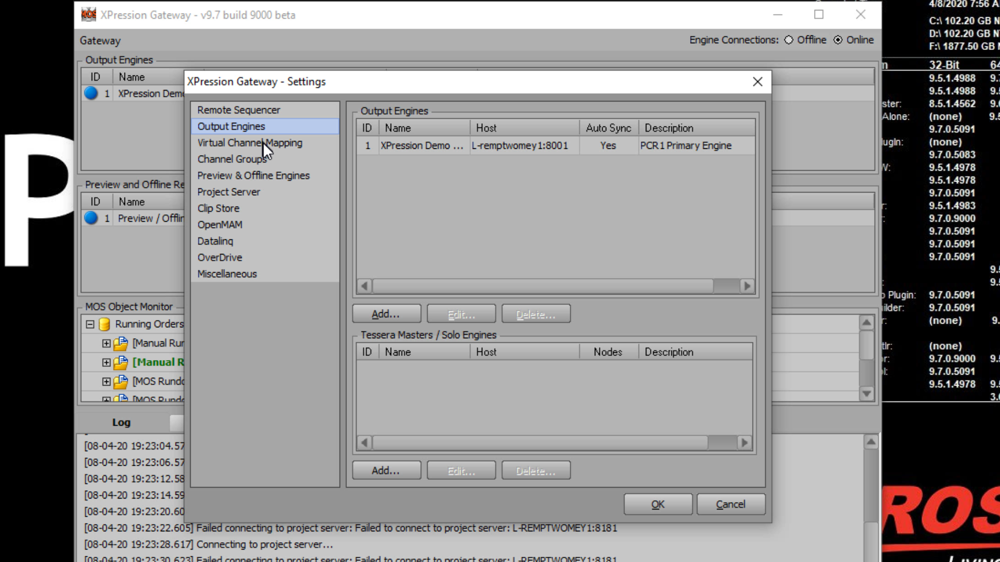 4/8/2020 7:56 A
XPression Gateway - v9.7 build 9000 beta
C:\ 102.20 GB N
D:\ 102.20 GB N
F:\ 1877.50 GB
Gateway
Engine Connections: Offline Online
Output Engines
ID Name
1 XPression Dem
XPression Gateway - Settings
Remote Sequencer
Output Engines
Virtual Channel Mapping
Channel Groups
Preview & Offline Engines
Project Server
Clip Store
OpenMAM
Datalinq
OverDrive
Miscellaneous
Output Engines
ID Name Host Auto Sync Description
1 XPression Demo ... L-remptwomey1:8001 Yes PCR1 Primary Engine
Add... Edit... Delete...
Tessera Masters / Solo Engines
ID Name Host Nodes Description
Add... Edit... Delete...
OK Cancel
Preview and Offline Re
ID Name
1 Preview / Offlin
MOS Object Monitor
Running Orders
[Manual Rur
[Manual R
[MOS Rundo
[MOS Rundo
Log
[08-04-20 19:23:04.57
[08-04-20 19:23:06.57
[08-04-20 19:23:12.58
[08-04-20 19:23:14.59
[08-04-20 19:23:20.60
[08-04-20 19:23:22.605] Failed connecting to project server: Failed to connect to project server: L-REMPTWOMEY1:8181
[08-04-20 19:23:28.617] Connecting to project server...
[08-04-20 19:23:30.623] Failed connecting to project server: Failed to connect to project server: L-REMPTWOMEY1:8181
32-Bit 64
9.5.1.4988 9.
9.5.1.4988 9.
ster: 8.5.1.4562 9.
Alone: (none) 9.5
9.7.0.5091
ugIn: (none)
9.7.0.5083
W: 9.5.1.4978
9.5.1.4978
9.7.0.5091
r: 9.5.1.4983
r: 9.7.0.9000
9.7.0.5091
9.7.0.5091
9.7.0.5091
9.5
: 9.5
o Plugin: 9.7.0.5091
ilder: 9.7.0.5091
r: (none) 9.
tlr: (none)
or: 9.7.0.9000 9.5
ol: 9.7.0.5091
9.5.1.4978 9.5
3.
P
ROS
LIVING